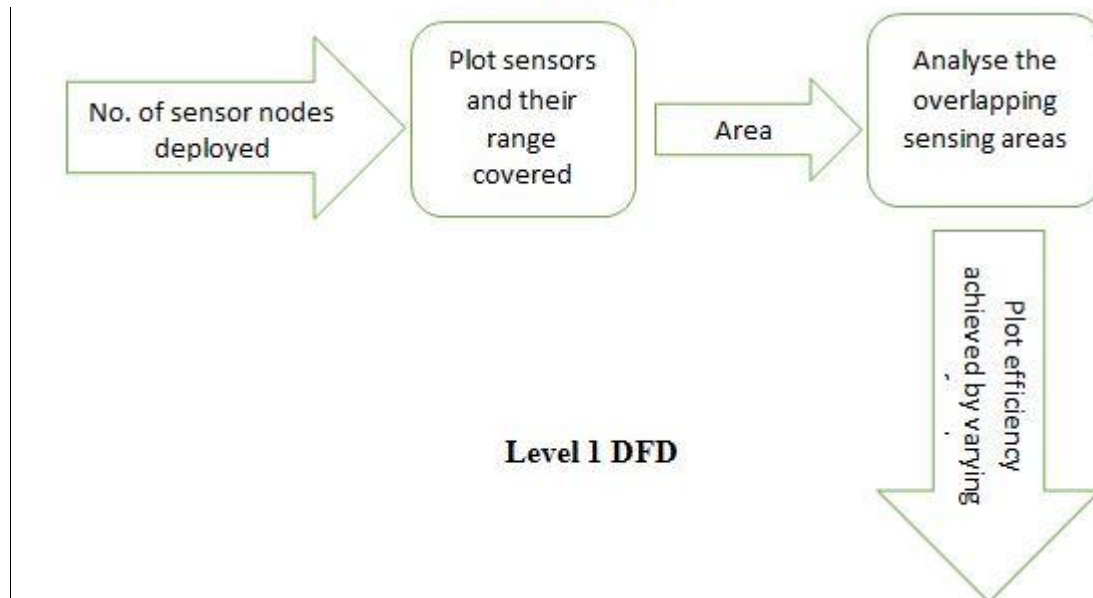 No. of sensor nodes
deployed
Plot sensors
and their
range
covered
Area
Analyse the
overlapping
sensing areas
Plot efficiency
achieved by varying
Level 1 DFD